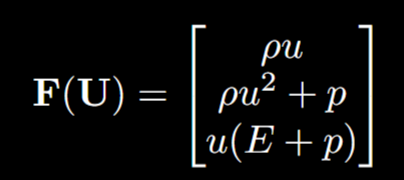 F(U) = [
ρu
ρu² + p
u(E + p)
]